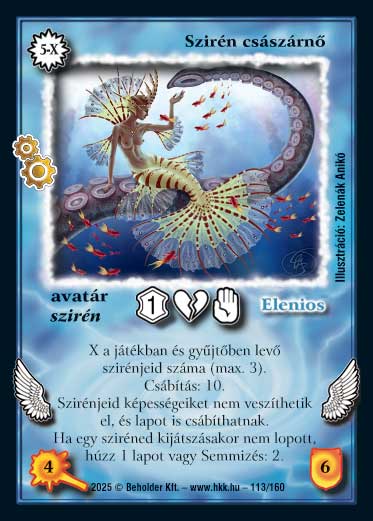 5-X
Szirén császárnő
Illusztráció: Zelenák Anikó
avatár
szirén
1
Elenios
X a játékban és gyűjtőben levő
szirénjeid száma (max. 3).
Csábítás: 10.
Szirénjeid képességeiket nem veszíthetik
el, és lapot is csábíthatnak.
Ha egy sziréned kijátszásakor nem lopott,
húzz 1 lapot vagy Semmizés: 2.
4
6
2025 © Beholder Kft. – www.hkk.hu – 113/160